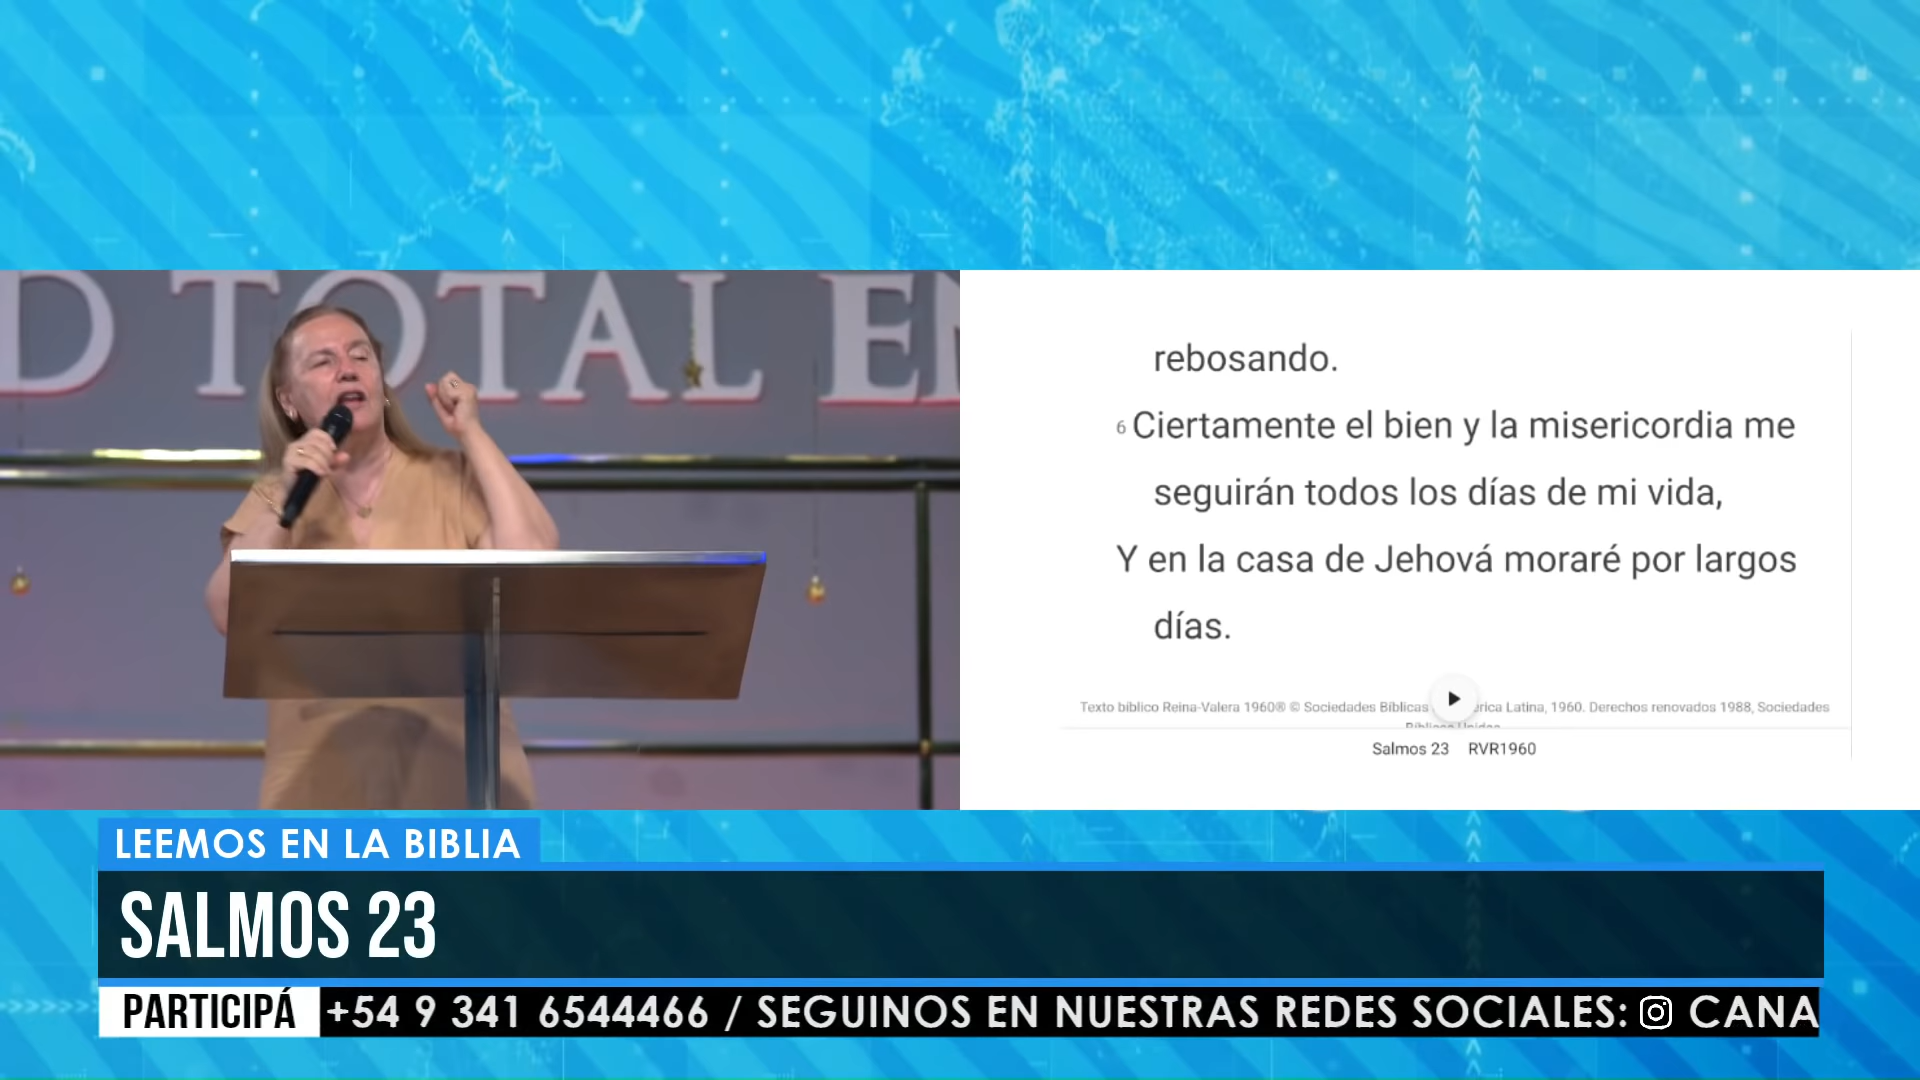 D TOTAL EN
rebosando.
6 Ciertamente el bien y la misericordia me
seguirán todos los días de mi vida,
Y en la casa de Jehová moraré por largos
días.
Texto bíblico Reina-Valera 1960® © Sociedades Bíblicas rica Latina, 1960. Derechos renovados 1988, Sociedades
Bíblicas Unidas
Salmos 23 RVR1960
LEEMOS EN LA BIBLIA
SALMOS 23
PARTICIPÁ +54 9 341 6544466 / SEGUINOS EN NUESTRAS REDES SOCIALES: CANA